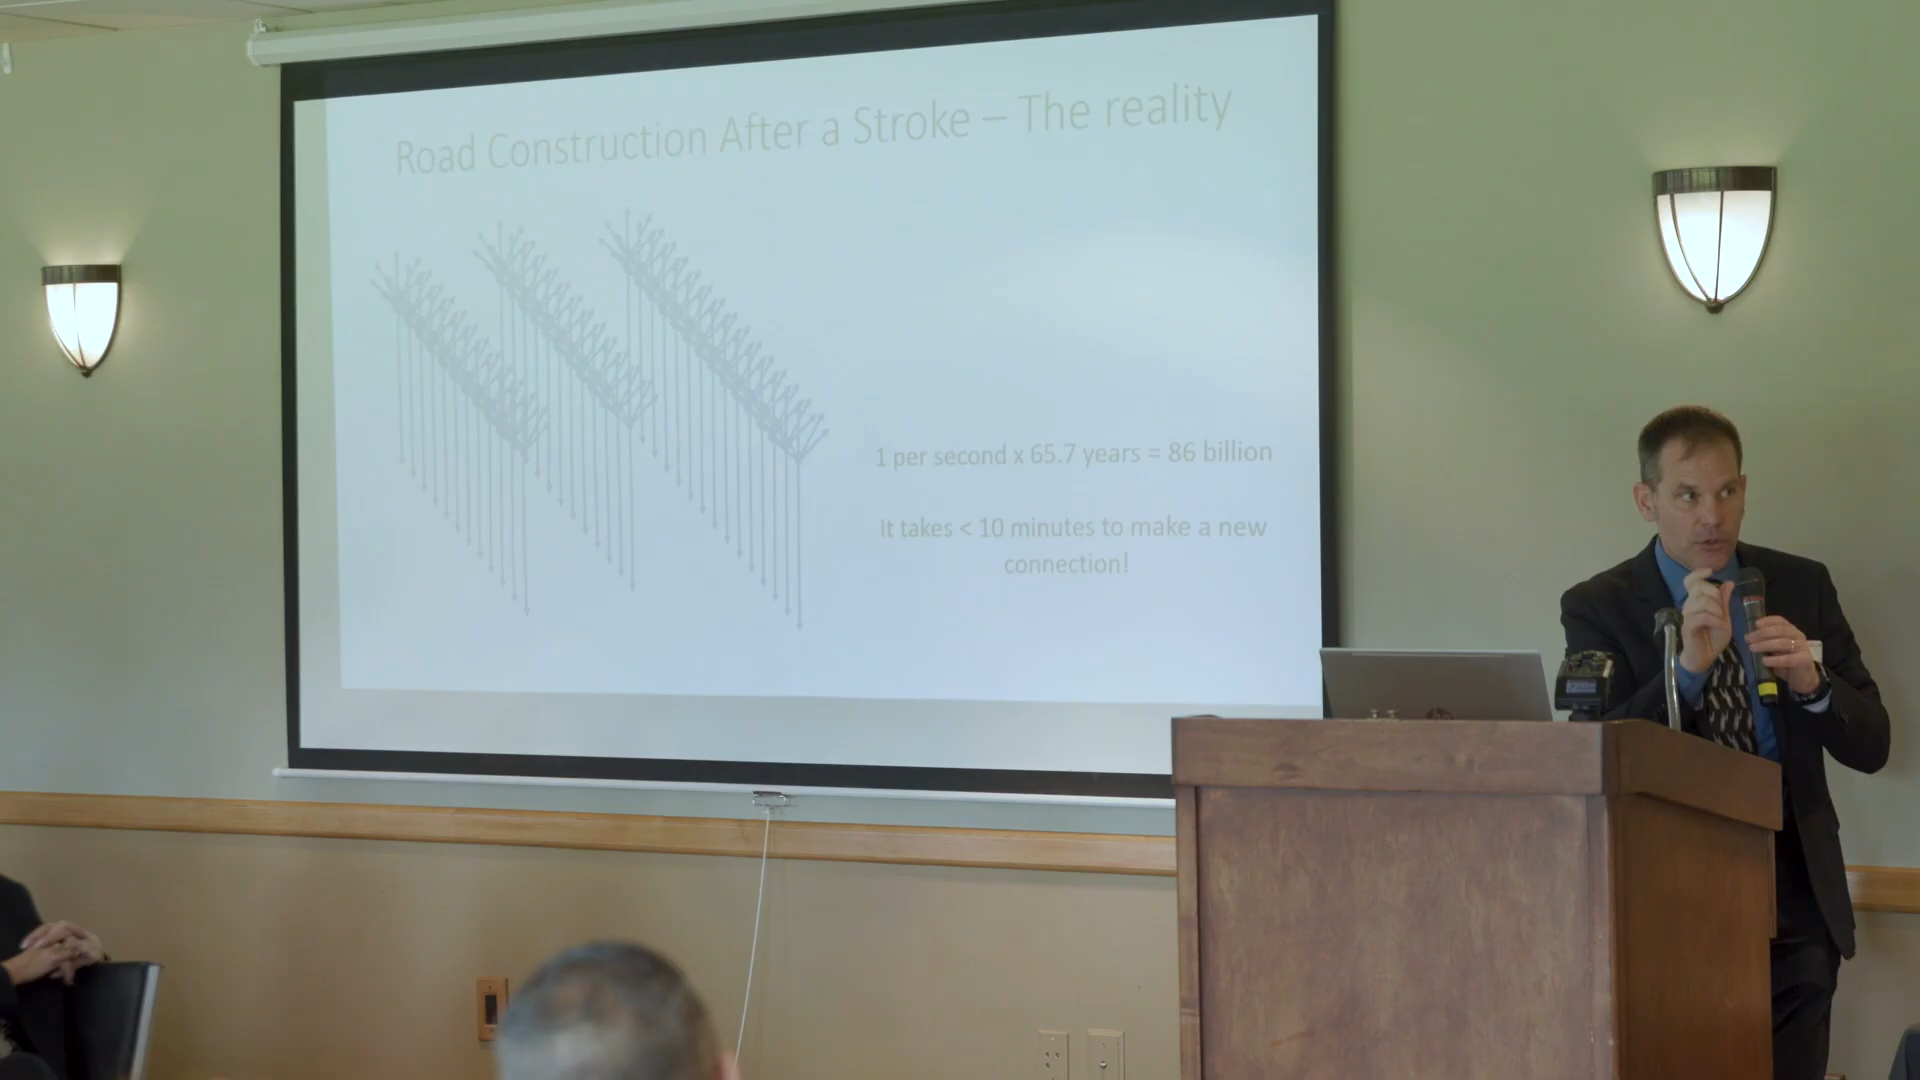 Road Construction After a Stroke – The reality
1 per second x 65.7 years = 86 billion
It takes < 10 minutes to make a new
connection!